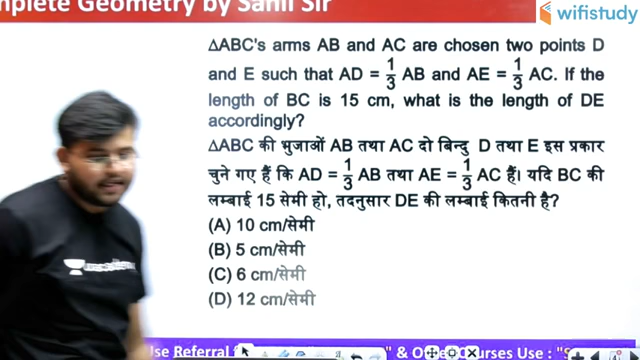 mplete Geometry by Sahil Sir
wifistudy
△ABC's arms AB and AC are chosen two points D
and E such that AD = 1/3 AB and AE = 1/3 AC. If the
length of BC is 15 cm, what is the length of DE
accordingly?
△ABC की भुजाओं AB तथा AC दो बिन्दु D तथा E इस प्रकार
चुने गए हैं कि AD = 1/3 AB तथा AE = 1/3 AC हैं। यदि BC की
लम्बाई 15 सेमी हो, तदनुसार DE की लम्बाई कितनी है?
(A) 10 cm/सेमी
(B) 5 cm/सेमी
(C) 6 cm/सेमी
(D) 12 cm/सेमी
Use Referral
" & O
urses Use : "S